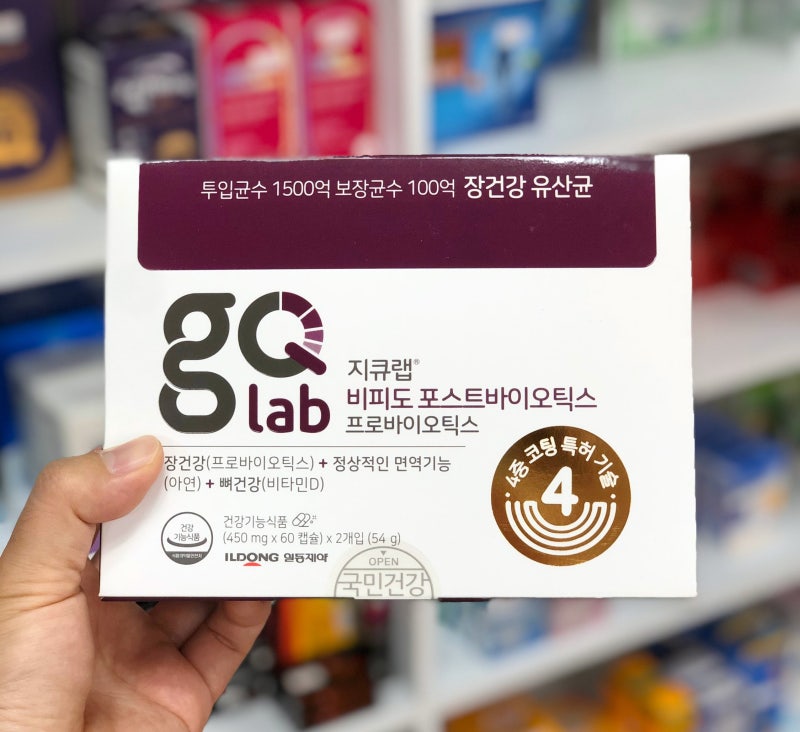 투입균수 1500억 보장균수 100억 장건강 유산균
gQ lab
지큐랩®
비피도 포스트바이오틱스
프로바이오틱스
장건강(프로바이오틱스) + 정상적인 면역기능
(아연) + 뼈건강(비타민D)
4중 코팅 특허 기술
4
건강
기능식품
건강기능식품
(450 mg x 60 캡슐) x 2개입 (54 g)
ILDONG 일동제약
OPEN
국민건강